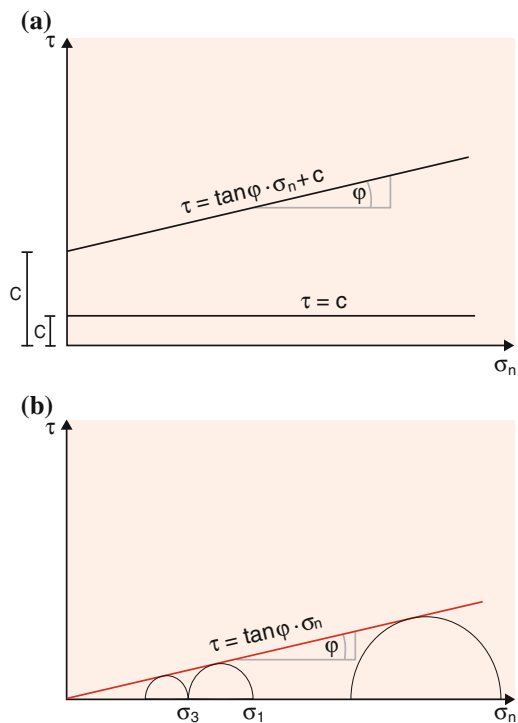 (a)
τ
τ = tanφ · σn + c
φ
c
τ = c
c
σn
(b)
τ
τ = tanφ · σn
φ
σ3 σ1 σn